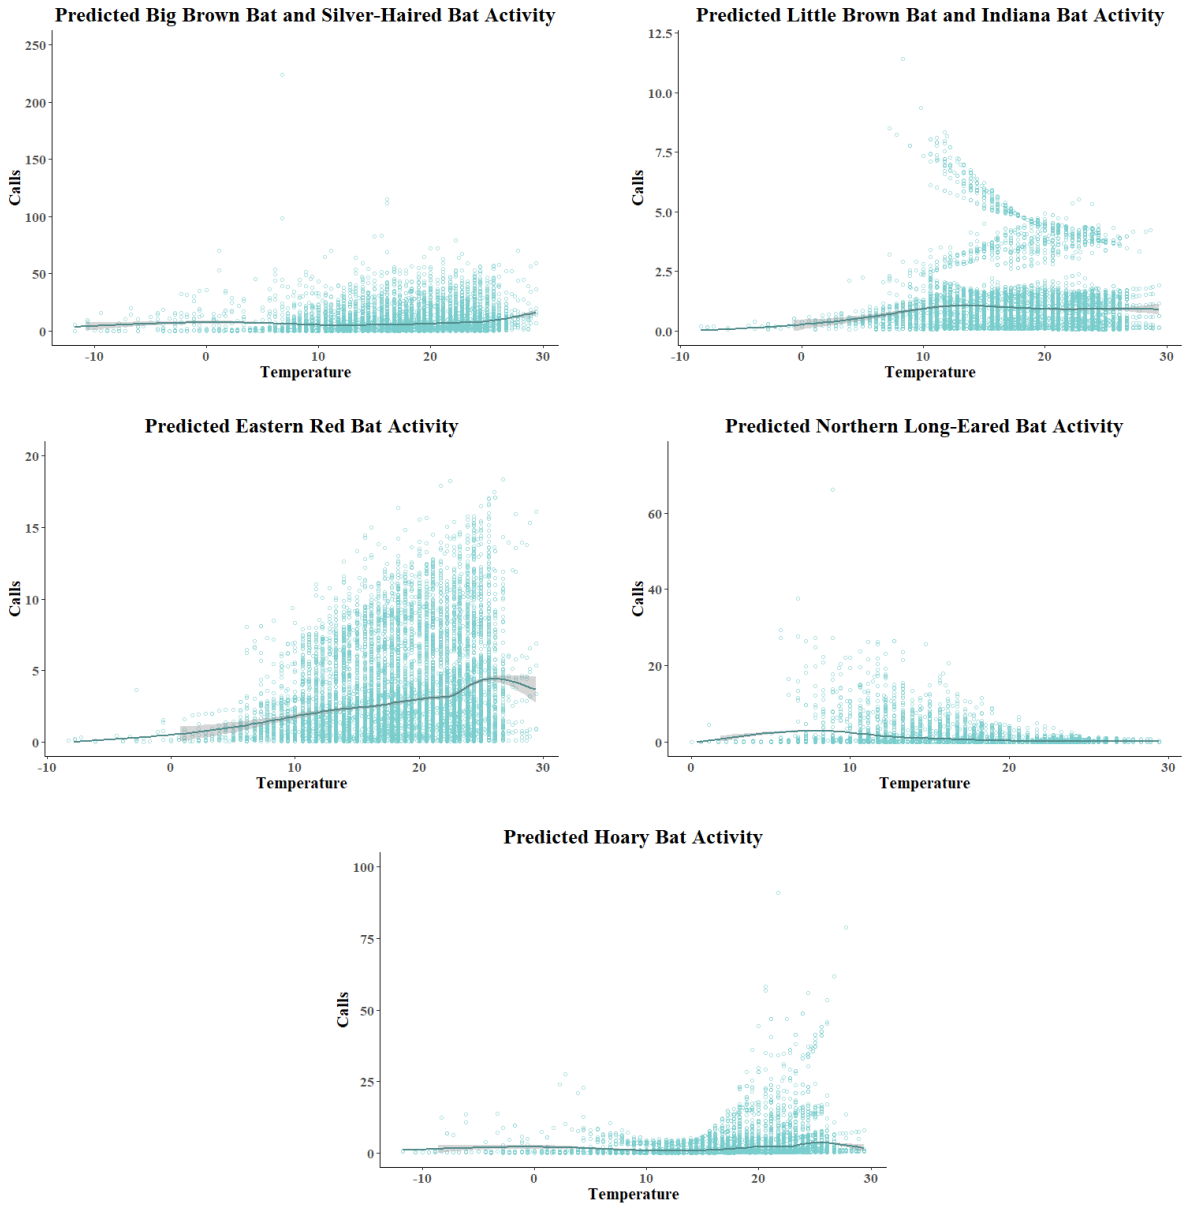 Predicted Big Brown Bat and Silver-Haired Bat Activity
250
200
150
100
50
0
Calls
-10 0 10 20 30
Temperature
Predicted Little Brown Bat and Indiana Bat Activity
12.5
10.0
7.5
5.0
2.5
0.0
Calls
-10 0 10 20 30
Temperature
Predicted Eastern Red Bat Activity
20
15
10
5
0
Calls
-10 0 10 20 30
Temperature
Predicted Northern Long-Eared Bat Activity
60
40
20
0
Calls
0 10 20 30
Temperature
Predicted Hoary Bat Activity
100
75
50
25
0
Calls
-10 0 10 20 30
Temperature